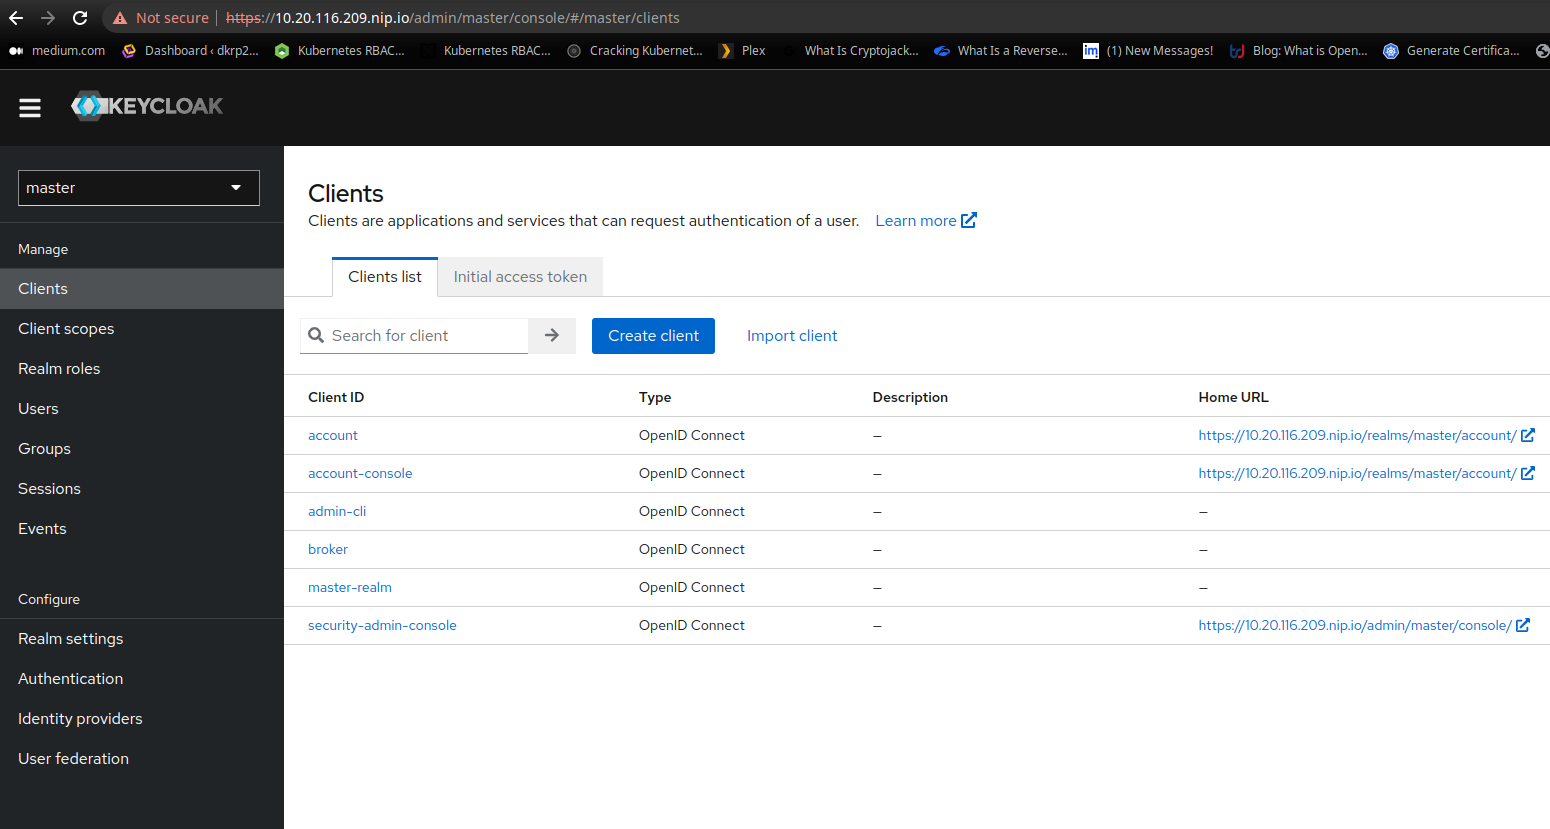 Not secure https://10.20.116.209.nip.io/admin/master/console/#/master/clients
medium.com Dashboard ‹ dkrp2... Kubernetes RBAC... Kubernetes RBAC... Cracking Kubernet... Plex What Is Cryptojack... What Is a Reverse... im (1) New Messages! Blog: What is Open... Generate Certifica...
KEYCLOAK
master
Manage
Clients
Client scopes
Realm roles
Users
Groups
Sessions
Events
Configure
Realm settings
Authentication
Identity providers
User federation
Clients
Clients are applications and services that can request authentication of a user. Learn more
Clients list Initial access token
Search for client Create client Import client
Client ID Type Description Home URL
account OpenID Connect – https://10.20.116.209.nip.io/realms/master/account/
account-console OpenID Connect – https://10.20.116.209.nip.io/realms/master/account/
admin-cli OpenID Connect – –
broker OpenID Connect – –
master-realm OpenID Connect – –
security-admin-console OpenID Connect – https://10.20.116.209.nip.io/admin/master/console/